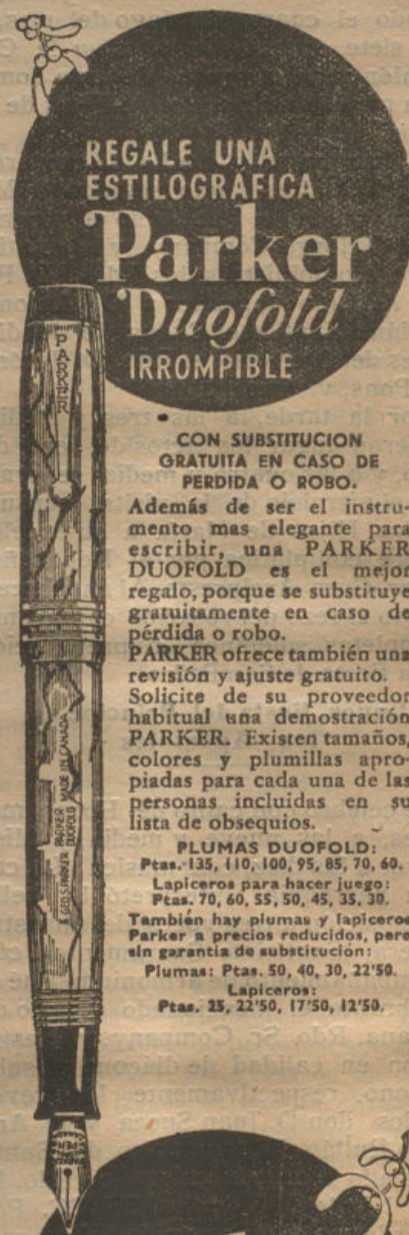 REGALE UNA
ESTILOGRÁFICA
Parker
Duofold
IRROMPIBLE
CON SUBSTITUCION
GRATUITA EN CASO DE
PERDIDA O ROBO.
Además de ser el instru-
mento mas elegante para
escribir, una PARKER
DUOFOLD es el mejor
regalo, porque se substituye
gratuitamente en caso de
pérdida o robo.
PARKER ofrece también una
revisión y ajuste gratuito.
Solicite de su proveedor
habitual una demostración
PARKER. Existen tamaños,
colores y plumillas apro-
piadas para cada una de las
personas incluidas en su
lista de obsequios.
PLUMAS DUOFOLD:
Ptas. 135, 110, 100, 95, 85, 70, 60.
Lapiceros para hacer juego:
Ptas. 70, 60, 55, 50, 45, 35, 30.
También hay plumas y lapiceros
Parker a precios reducidos, pero
sin garantía de substitución:
Plumas: Ptas. 50, 40, 30, 22'50.
Lapiceros:
Ptas. 25, 22'50, 17'50, 12'50.
PARKER
GEO.S.PARKER
PARKER
DUOFOLD
MADE IN CANADA
PARKER
PEN